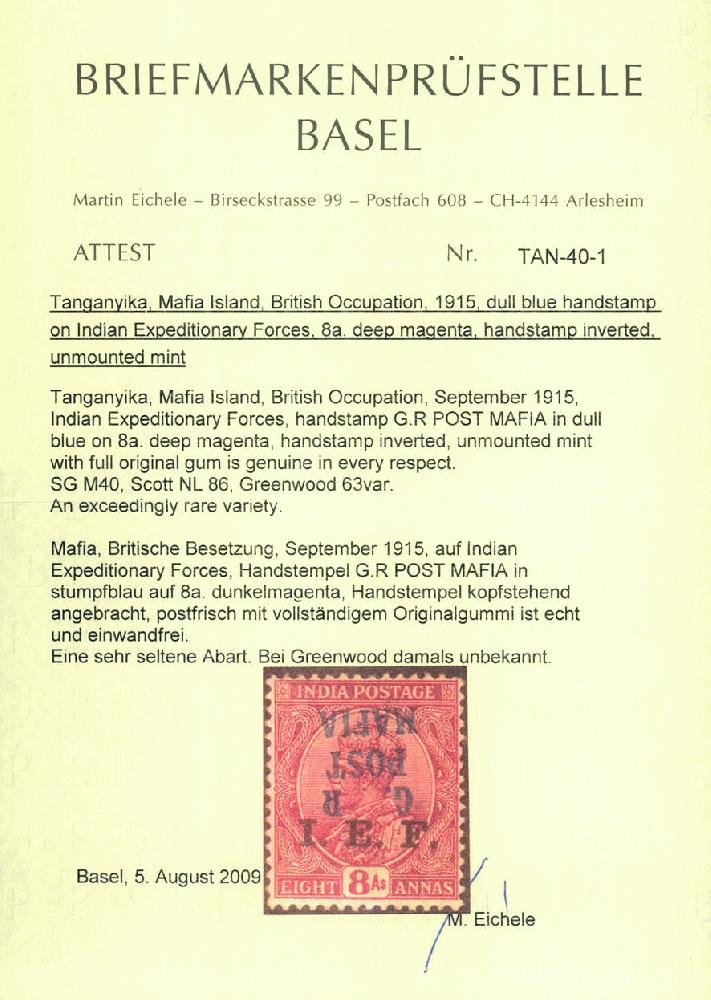 BRIEFMARKENPRÜFSTELLE
BASEL
Martin Eichele – Birseckstrasse 99 – Postfach 608 – CH-4144 Arlesheim
ATTEST Nr. TAN-40-1
Tanganyika, Mafia Island, British Occupation, 1915, dull blue handstamp
on Indian Expeditionary Forces, 8a. deep magenta, handstamp inverted,
unmounted mint
Tanganyika, Mafia Island, British Occupation, September 1915,
Indian Expeditionary Forces, handstamp G.R POST MAFIA in dull
blue on 8a. deep magenta, handstamp inverted, unmounted mint
with full original gum is genuine in every respect.
SG M40, Scott NL 86, Greenwood 63var.
An exceedingly rare variety.
Mafia, Britische Besetzung, September 1915, auf Indian
Expeditionary Forces, Handstempel G.R POST MAFIA in
stumpfblau auf 8a. dunkelmagenta, Handstempel kopfstehend
angebracht, postfrisch mit vollständigem Originalgummi ist echt
und einwandfrei.
Eine sehr seltene Abart. Bei Greenwood damals unbekannt.
INDIA POSTAGE
MAFIA
POST
G. R
I. E. F.
EIGHT 8 As ANNAS
Basel, 5. August 2009
M. Eichele